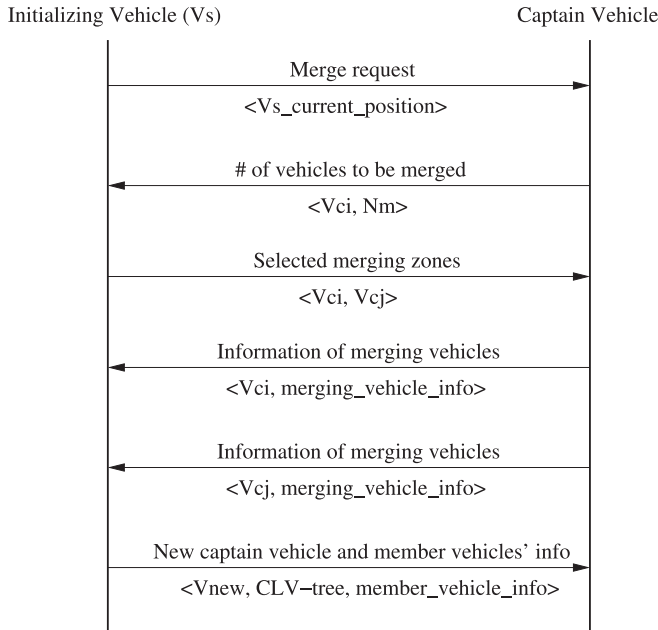 Initializing Vehicle (Vs) Captain Vehicle
Merge request
<Vs_current_position>
# of vehicles to be merged
<Vci, Nm>
Selected merging zones
<Vci, Vcj>
Information of merging vehicles
<Vci, merging_vehicle_info>
Information of merging vehicles
<Vcj, merging_vehicle_info>
New captain vehicle and member vehicles’ info
<Vnew, CLV−tree, member_vehicle_info>